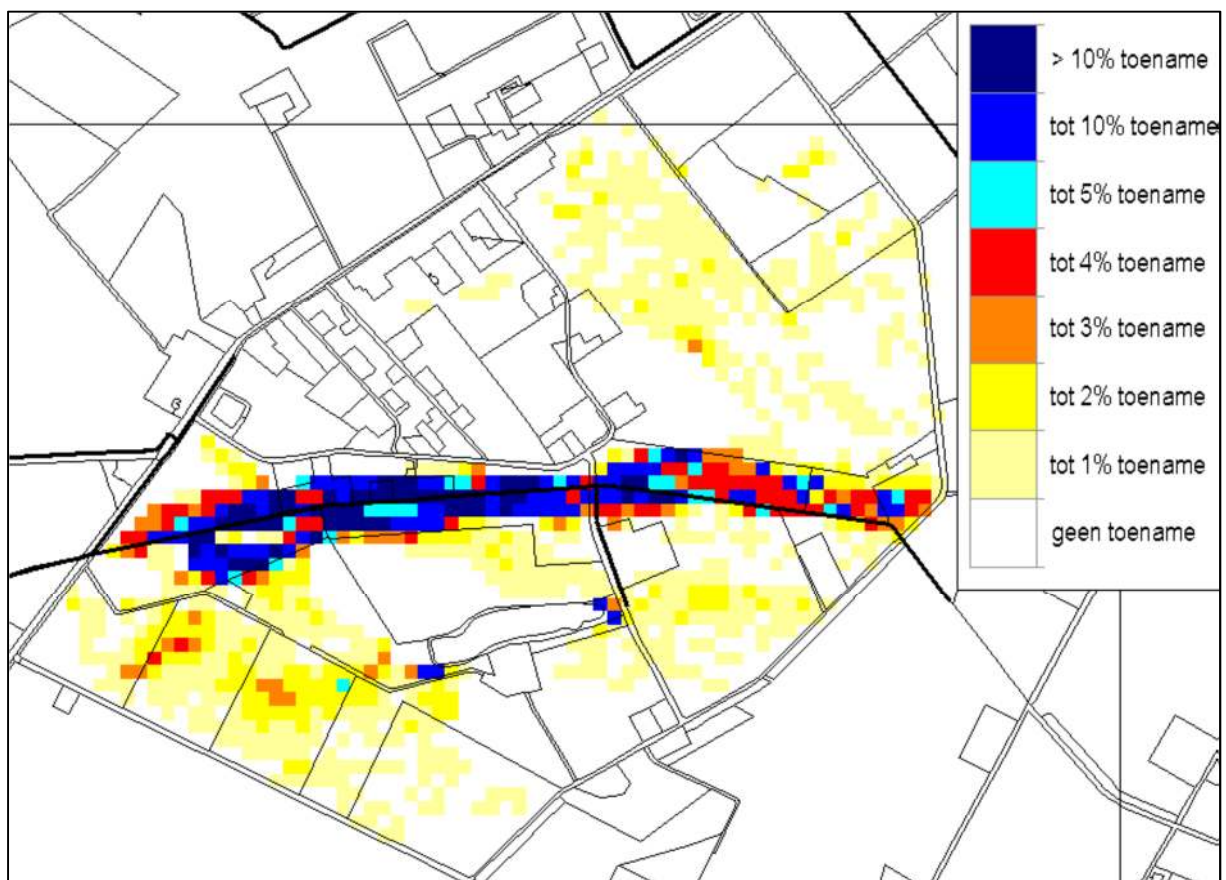 > 10% toename
tot 10% toename
tot 5% toename
tot 4% toename
tot 3% toename
tot 2% toename
tot 1% toename
geen toename